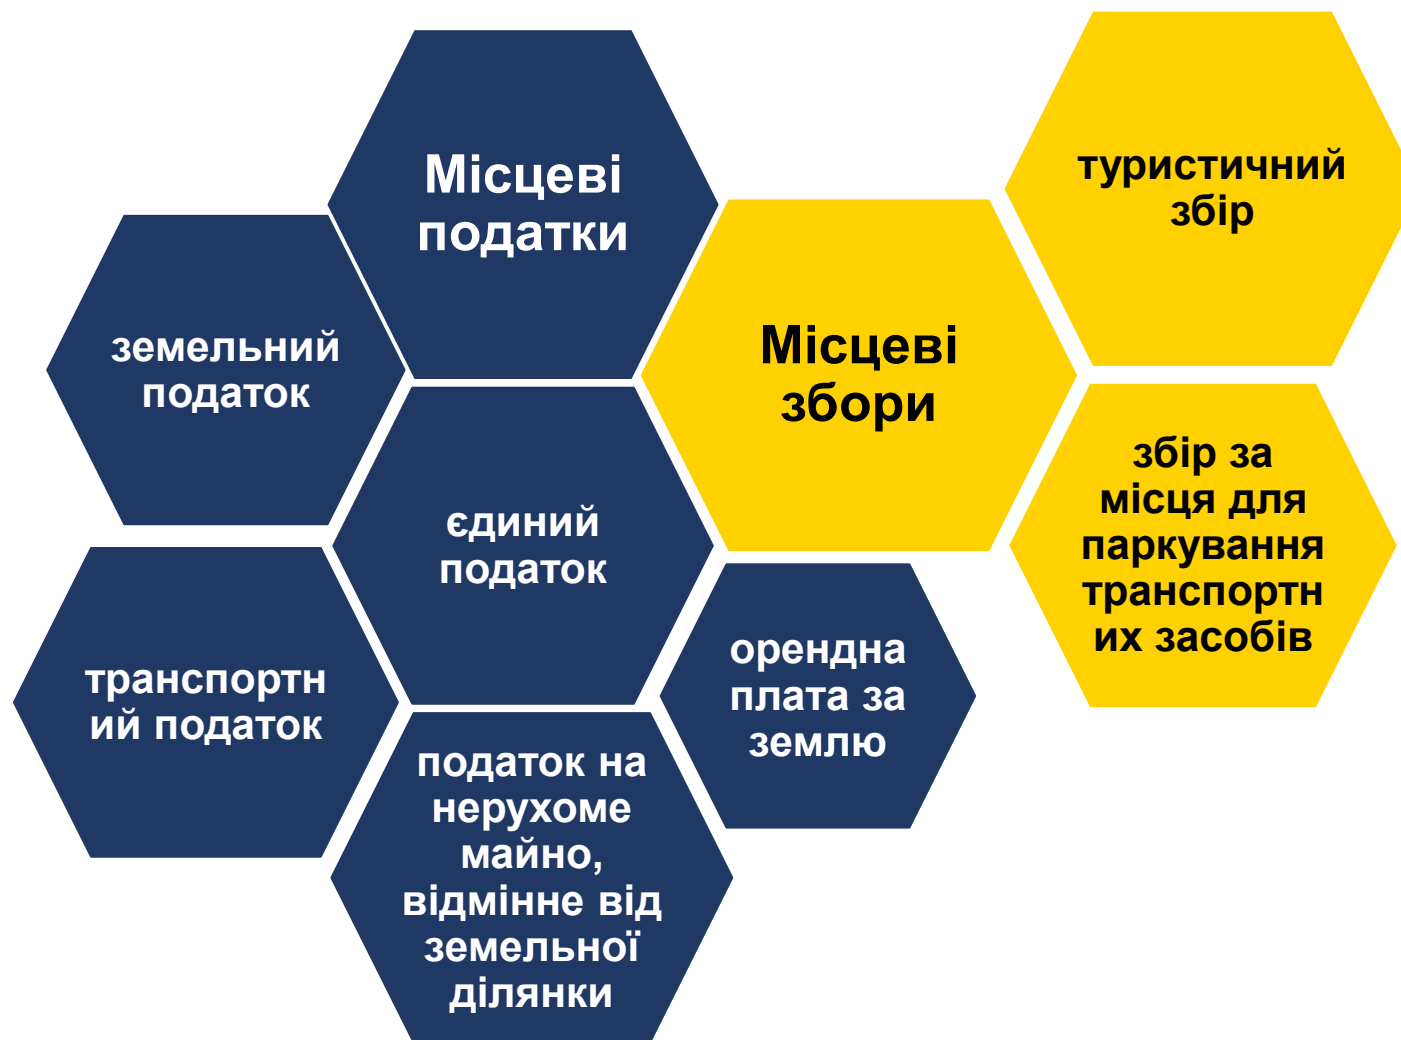 Місцеві
податки
земельний
податок
єдиний
податок
транспортн
ий податок
податок на
нерухоме
майно,
відмінне від
земельної
ділянки
орендна
плата за
землю
Місцеві
збори
туристичний
збір
збір за
місця для
паркування
транспортн
их засобів